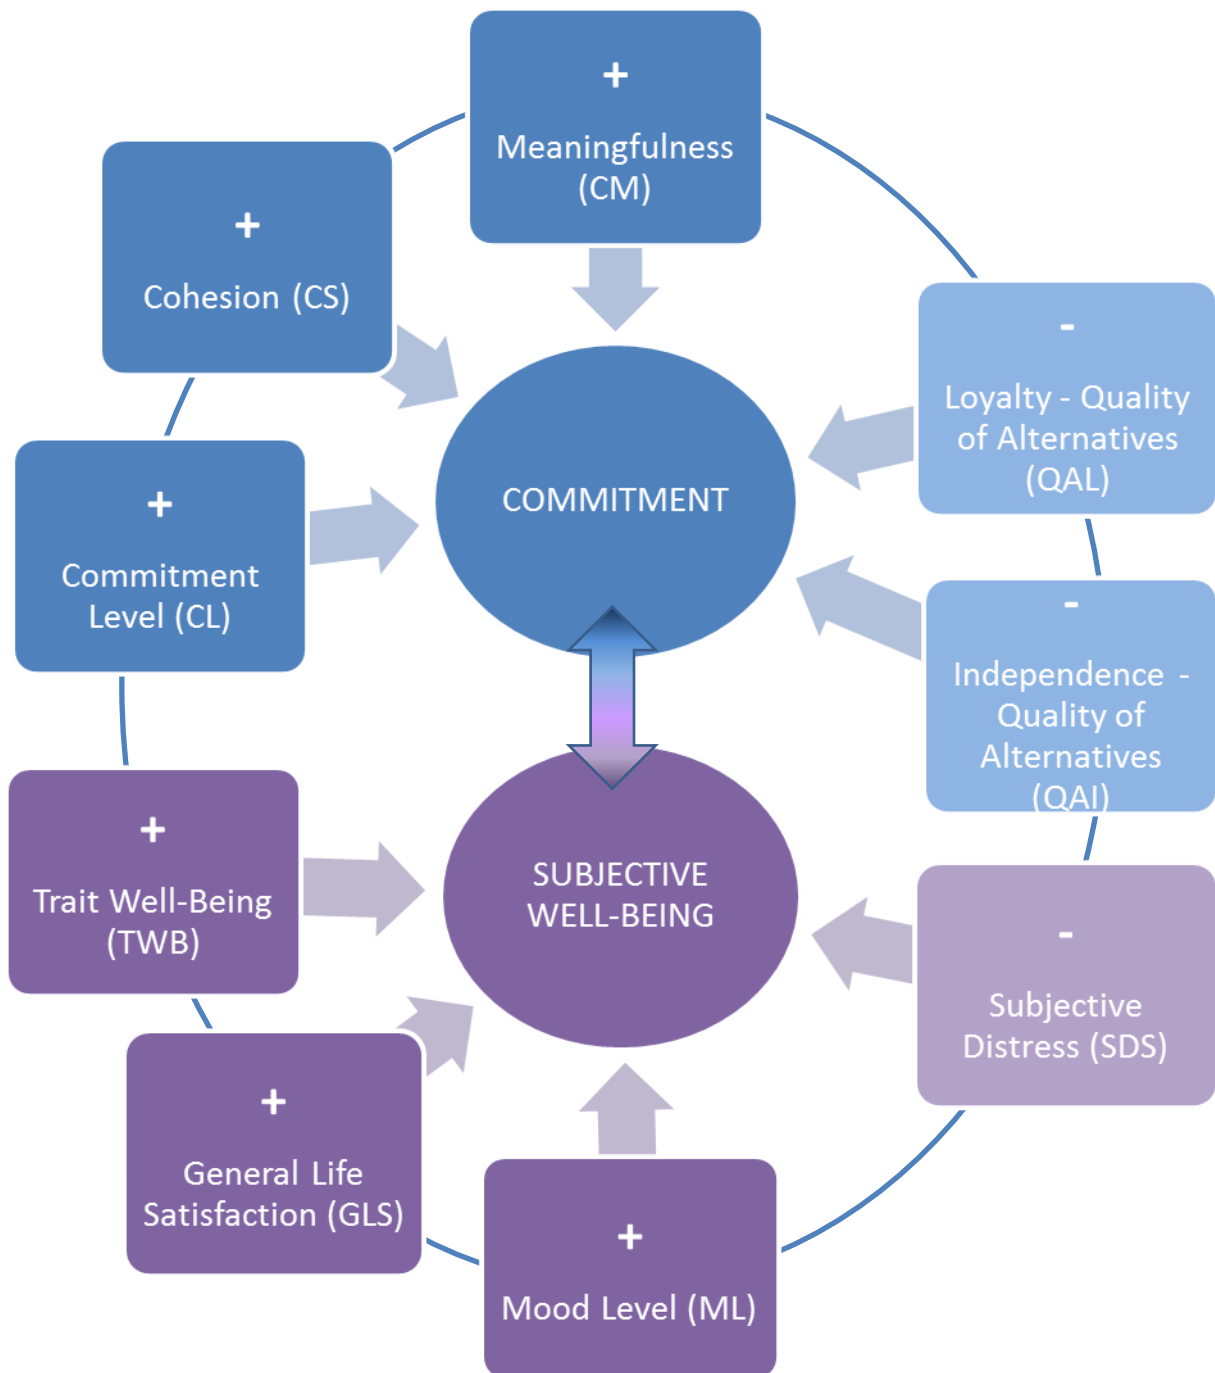 +
Meaningfulness
(CM)
+
Cohesion (CS)
-
Loyalty - Quality
of Alternatives
(QAL)
+
Commitment
Level (CL)
COMMITMENT
-
Independence -
Quality of
Alternatives
(QAI)
+
Trait Well-Being
(TWB)
SUBJECTIVE
WELL-BEING
-
Subjective
Distress (SDS)
+
General Life
Satisfaction (GLS)
+
Mood Level (ML)